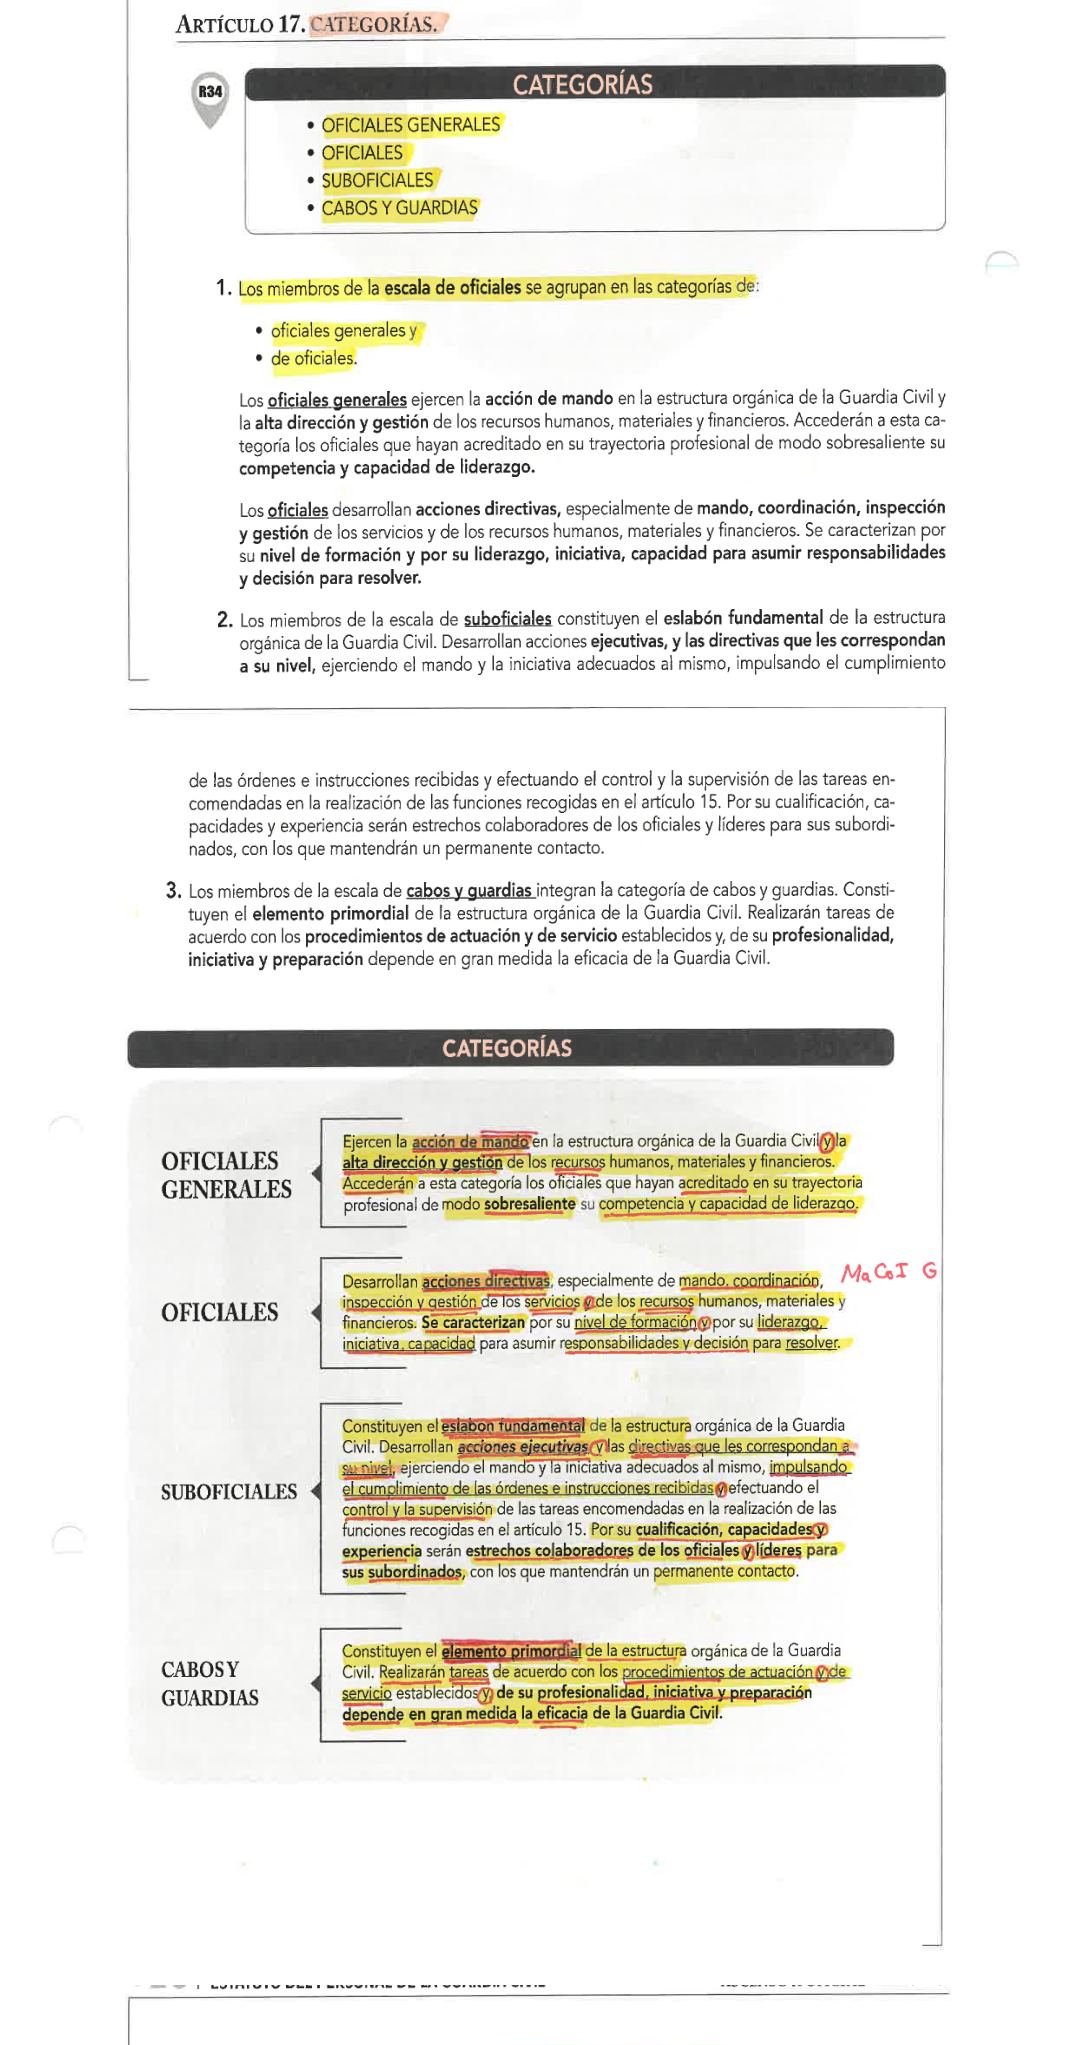 ARTÍCULO 17. CATEGORÍAS.
R34
CATEGORÍAS
• OFICIALES GENERALES
• OFICIALES
• SUBOFICIALES
• CABOS Y GUARDIAS
1. Los miembros de la escala de oficiales se agrupan en las categorías de:
• oficiales generales y
• de oficiales.
Los oficiales generales ejercen la acción de mando en la estructura orgánica de la Guardia Civil y
la alta dirección y gestión de los recursos humanos, materiales y financieros. Accederán a esta ca-
tegoría los oficiales que hayan acreditado en su trayectoria profesional de modo sobresaliente su
competencia y capacidad de liderazgo.
Los oficiales desarrollan acciones directivas, especialmente de mando, coordinación, inspección
y gestión de los servicios y de los recursos humanos, materiales y financieros. Se caracterizan por
su nivel de formación y por su liderazgo, iniciativa, capacidad para asumir responsabilidades
y decisión para resolver.
2. Los miembros de la escala de suboficiales constituyen el eslabón fundamental de la estructura
orgánica de la Guardia Civil. Desarrollan acciones ejecutivas, y las directivas que les correspondan
a su nivel, ejerciendo el mando y la iniciativa adecuados al mismo, impulsando el cumplimiento
de las órdenes e instrucciones recibidas y efectuando el control y la supervisión de las tareas en-
comendadas en la realización de las funciones recogidas en el artículo 15. Por su cualificación, ca-
pacidades y experiencia serán estrechos colaboradores de los oficiales y líderes para sus subordi-
nados, con los que mantendrán un permanente contacto.
3. Los miembros de la escala de cabos y guardias integran la categoría de cabos y guardias. Consti-
tuyen el elemento primordial de la estructura orgánica de la Guardia Civil. Realizarán tareas de
acuerdo con los procedimientos de actuación y de servicio establecidos y, de su profesionalidad,
iniciativa y preparación depende en gran medida la eficacia de la Guardia Civil.
CATEGORÍAS
OFICIALES
GENERALES
Ejercen la acción de mando en la estructura orgánica de la Guardia Civil y la
alta dirección y gestión de los recursos humanos, materiales y financieros.
Accederán a esta categoría los oficiales que hayan acreditado en su trayectoria
profesional de modo sobresaliente su competencia y capacidad de liderazgo.
OFICIALES
Desarrollan acciones directivas, especialmente de mando, coordinación,
inspección y gestión de los servicios y de los recursos humanos, materiales y
financieros. Se caracterizan por su nivel de formación y por su liderazgo,
iniciativa, capacidad para asumir responsabilidades y decisión para resolver.
MaCoI G
SUBOFICIALES
Constituyen el eslabon fundamental de la estructura orgánica de la Guardia
Civil. Desarrollan acciones ejecutivas y las directivas que les correspondan a
su nivel, ejerciendo el mando y la iniciativa adecuados al mismo, impulsando
el cumplimiento de las órdenes e instrucciones recibidas y efectuando el
control y la supervisión de las tareas encomendadas en la realización de las
funciones recogidas en el artículo 15. Por su cualificación, capacidades y
experiencia serán estrechos colaboradores de los oficiales y líderes para
sus subordinados, con los que mantendrán un permanente contacto.
CABOS Y
GUARDIAS
Constituyen el elemento primordial de la estructura orgánica de la Guardia
Civil. Realizarán tareas de acuerdo con los procedimientos de actuación y de
servicio establecidos y de su profesionalidad, iniciativa y preparación
depende en gran medida la eficacia de la Guardia Civil.